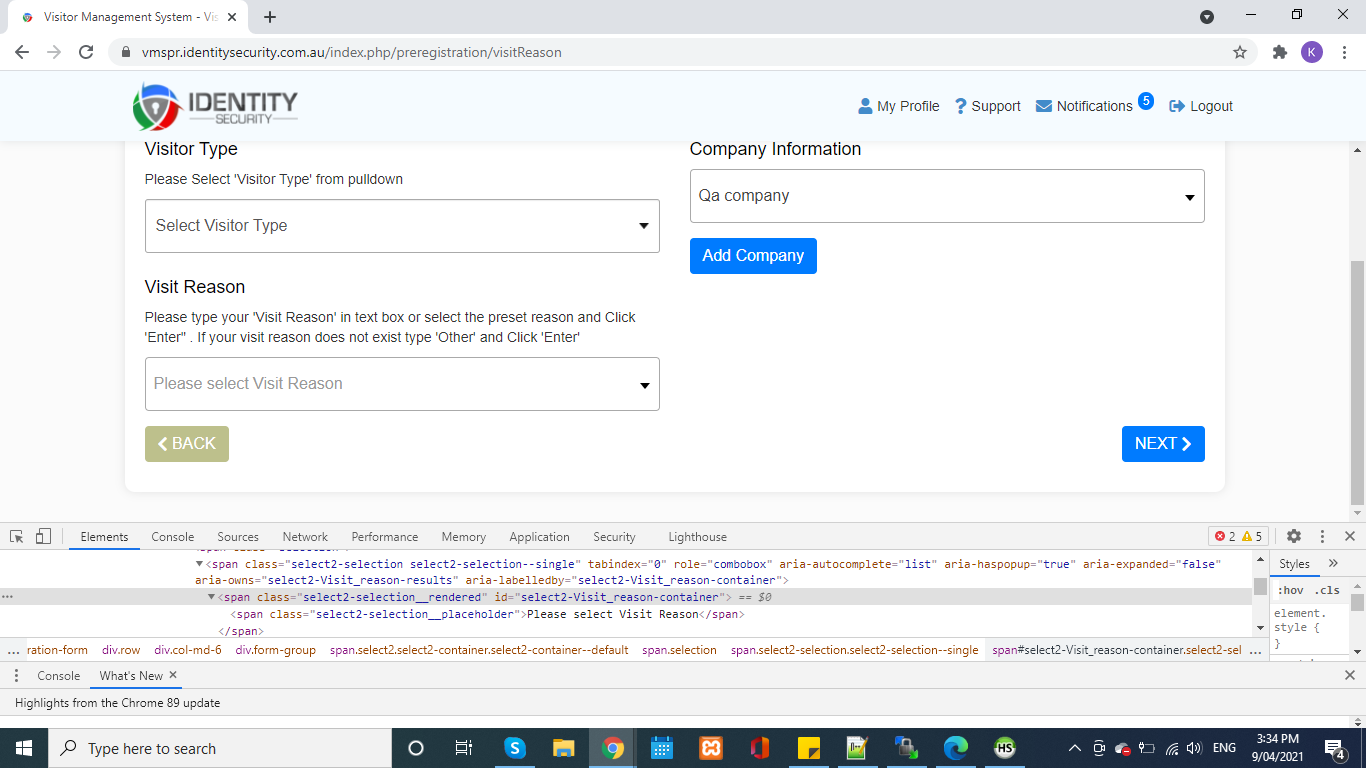 Visitor Management System - Vis
vmspr.identitysecurity.com.au/index.php/preregistration/visitReason
K
IDENTITY
SECURITY
My Profile
Support
Notifications 5
Logout
Visitor Type
Please Select 'Visitor Type' from pulldown
Select Visitor Type
Company Information
Qa company
Add Company
Visit Reason
Please type your 'Visit Reason' in text box or select the preset reason and Click
'Enter" . If your visit reason does not exist type 'Other' and Click 'Enter'
Please select Visit Reason
BACK
NEXT
Elements Console Sources Network Performance Memory Application Security Lighthouse 2 5
<span class="select2-selection select2-selection--single" tabindex="0" role="combobox" aria-autocomplete="list" aria-haspopup="true" aria-expanded="false"
aria-owns="select2-Visit_reason-results" aria-labelledby="select2-Visit_reason-container">
<span class="select2-selection__rendered" id="select2-Visit_reason-container"> == $0
<span class="select2-selection__placeholder">Please select Visit Reason</span>
</span>
Styles
:hov .cls
element.
style {
}
... ration-form div.row div.col-md-6 div.form-group span.select2.select2-container.select2-container--default span.selection span.select2-selection.select2-selection--single span#select2-Visit_reason-container.select2-sel ...
Console What's New
Highlights from the Chrome 89 update
Type here to search
HS
ENG
3:34 PM
9/04/2021
4